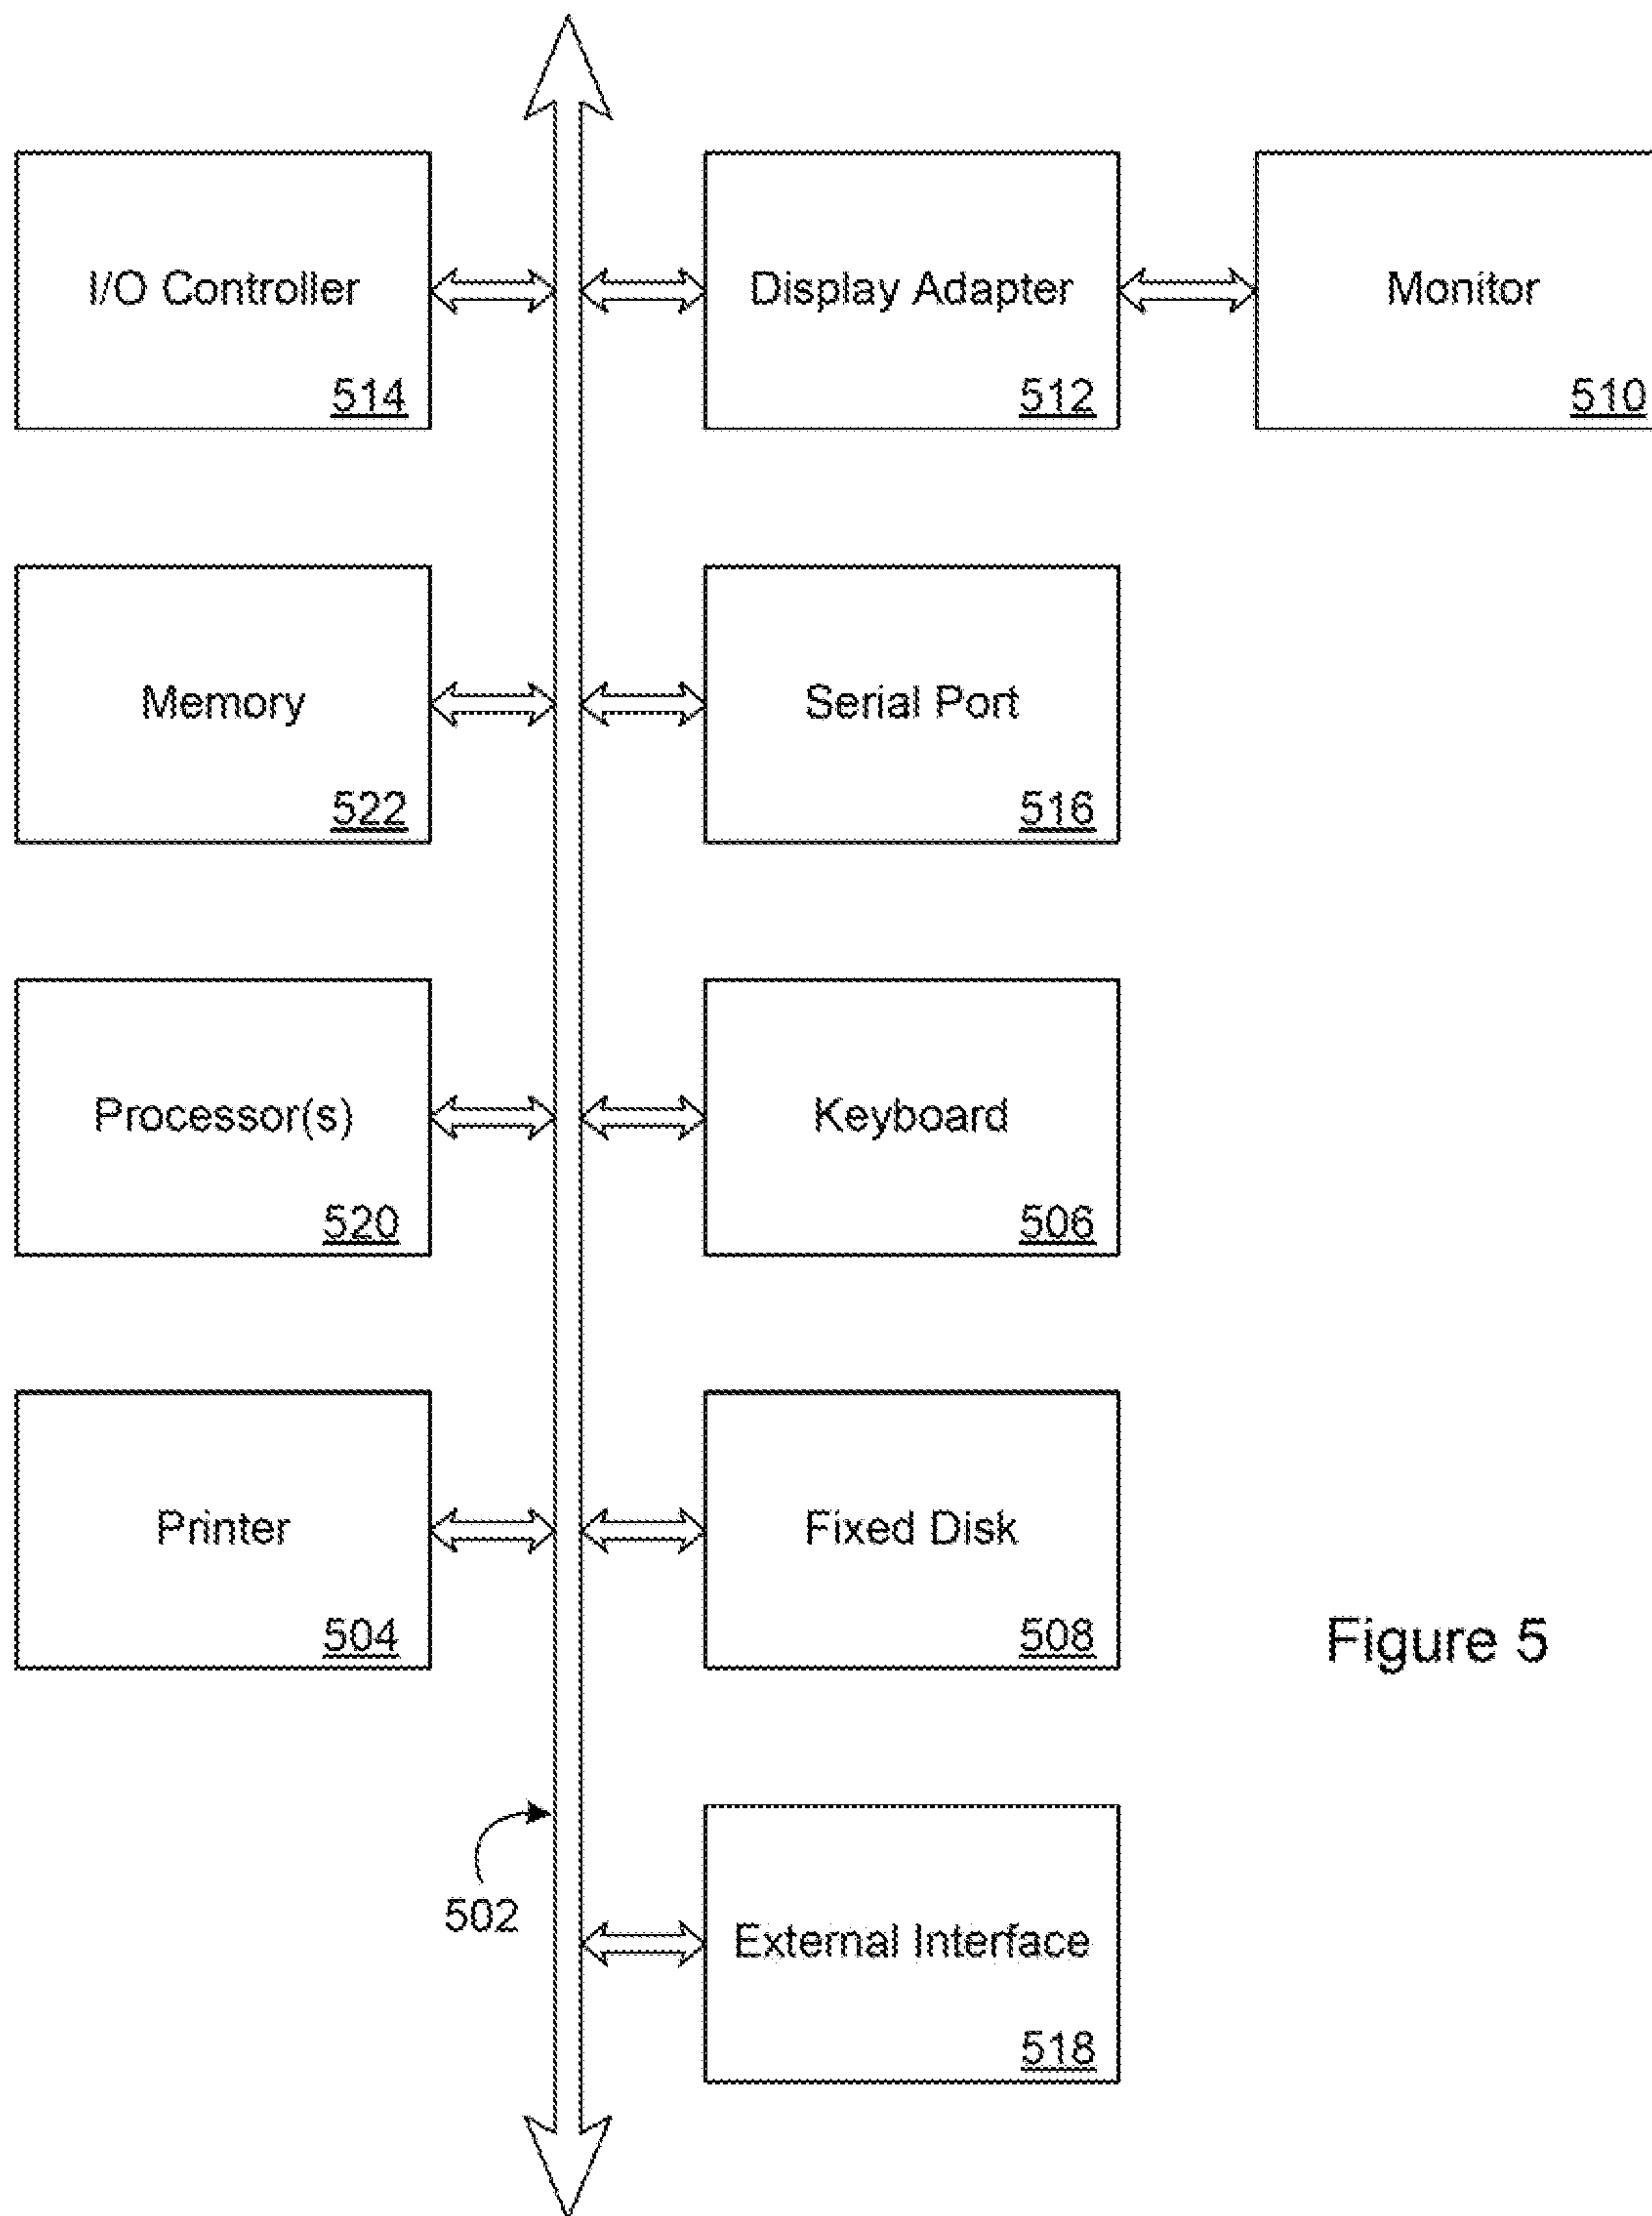 I/O Controller
514
Display Adapter
512
Monitor
510
Memory
522
Serial Port
516
Processor(s)
520
Keyboard
506
Printer
504
Fixed Disk
508
Figure 5
502
External Interface
518